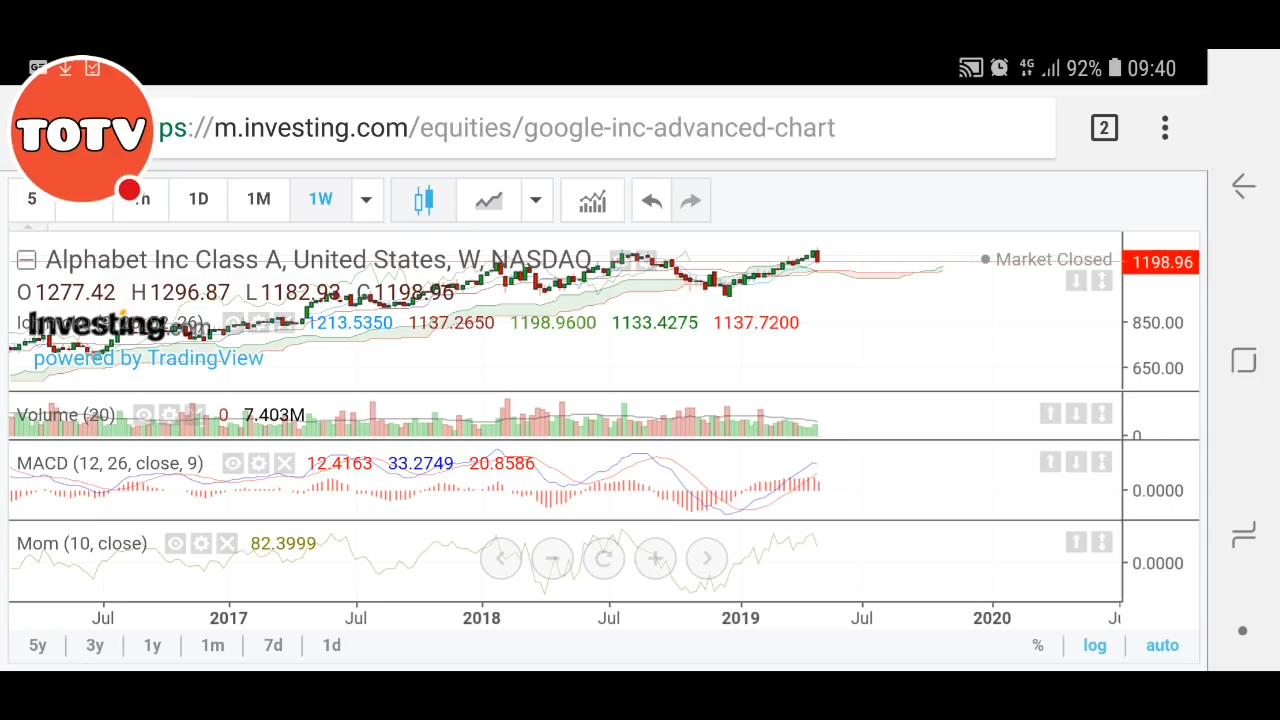 GE 4G 92% 09:40
TOTV
ps://m.investing.com/equities/google-inc-advanced-chart 2
5 1D 1M 1W
Alphabet Inc Class A, United States, W, NASDAQ Market Closed 1198.96
O1277.42 H1296.87 L1182.93 C1198.96
Investing.com 1213.5350 1137.2650 1198.9600 1133.4275 1137.7200 850.00
powered by TradingView 650.00
Volume (20) 0 7.403M 0
MACD (12, 26, close, 9) 12.4163 33.2749 20.8586 0.0000
Mom (10, close) 82.3999 0.0000
Jul 2017 Jul 2018 Jul 2019 Jul 2020
5y 3y 1y 1m 7d 1d % log auto